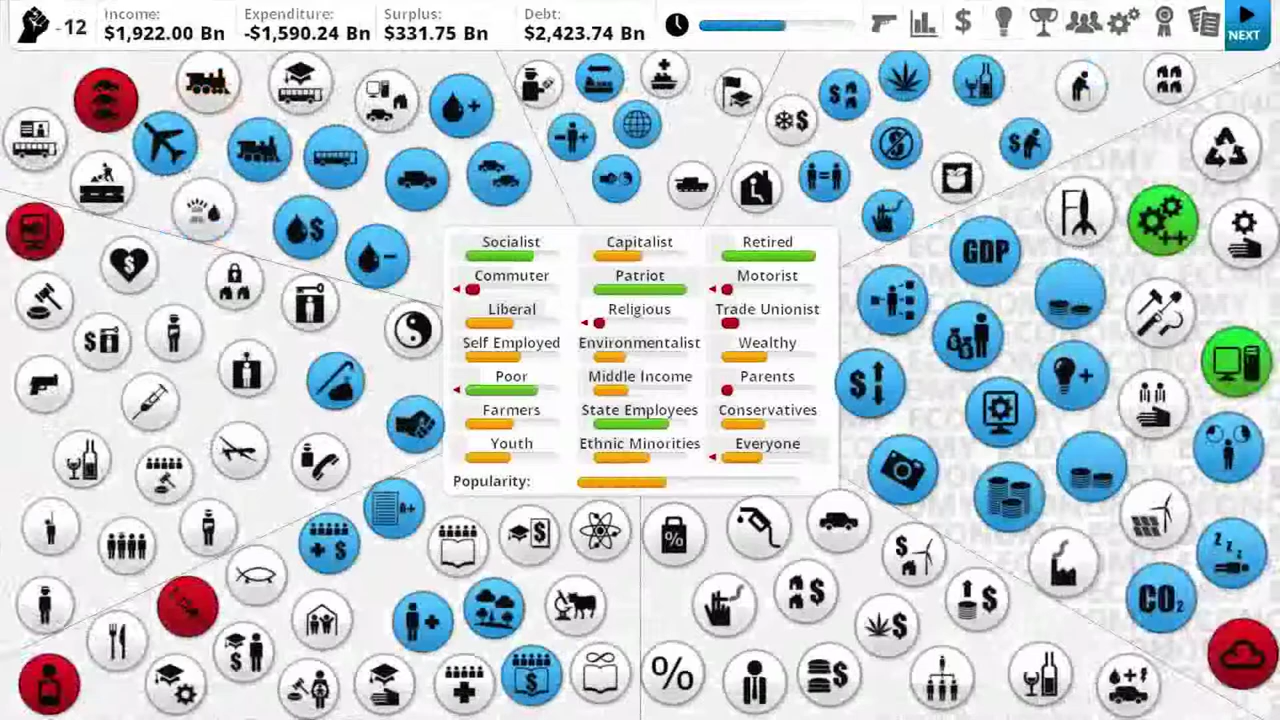 - 12
Income:
$1,922.00 Bn
Expenditure:
-$1,590.24 Bn
Surplus:
$331.75 Bn
Debt:
$2,423.74 Bn
NEXT
Socialist Capitalist Retired
Commuter Patriot Motorist
Liberal Religious Trade Unionist
Self Employed Environmentalist Wealthy
Poor Middle Income Parents
Farmers State Employees Conservatives
Youth Ethnic Minorities Everyone
Popularity:
GDP
CO2